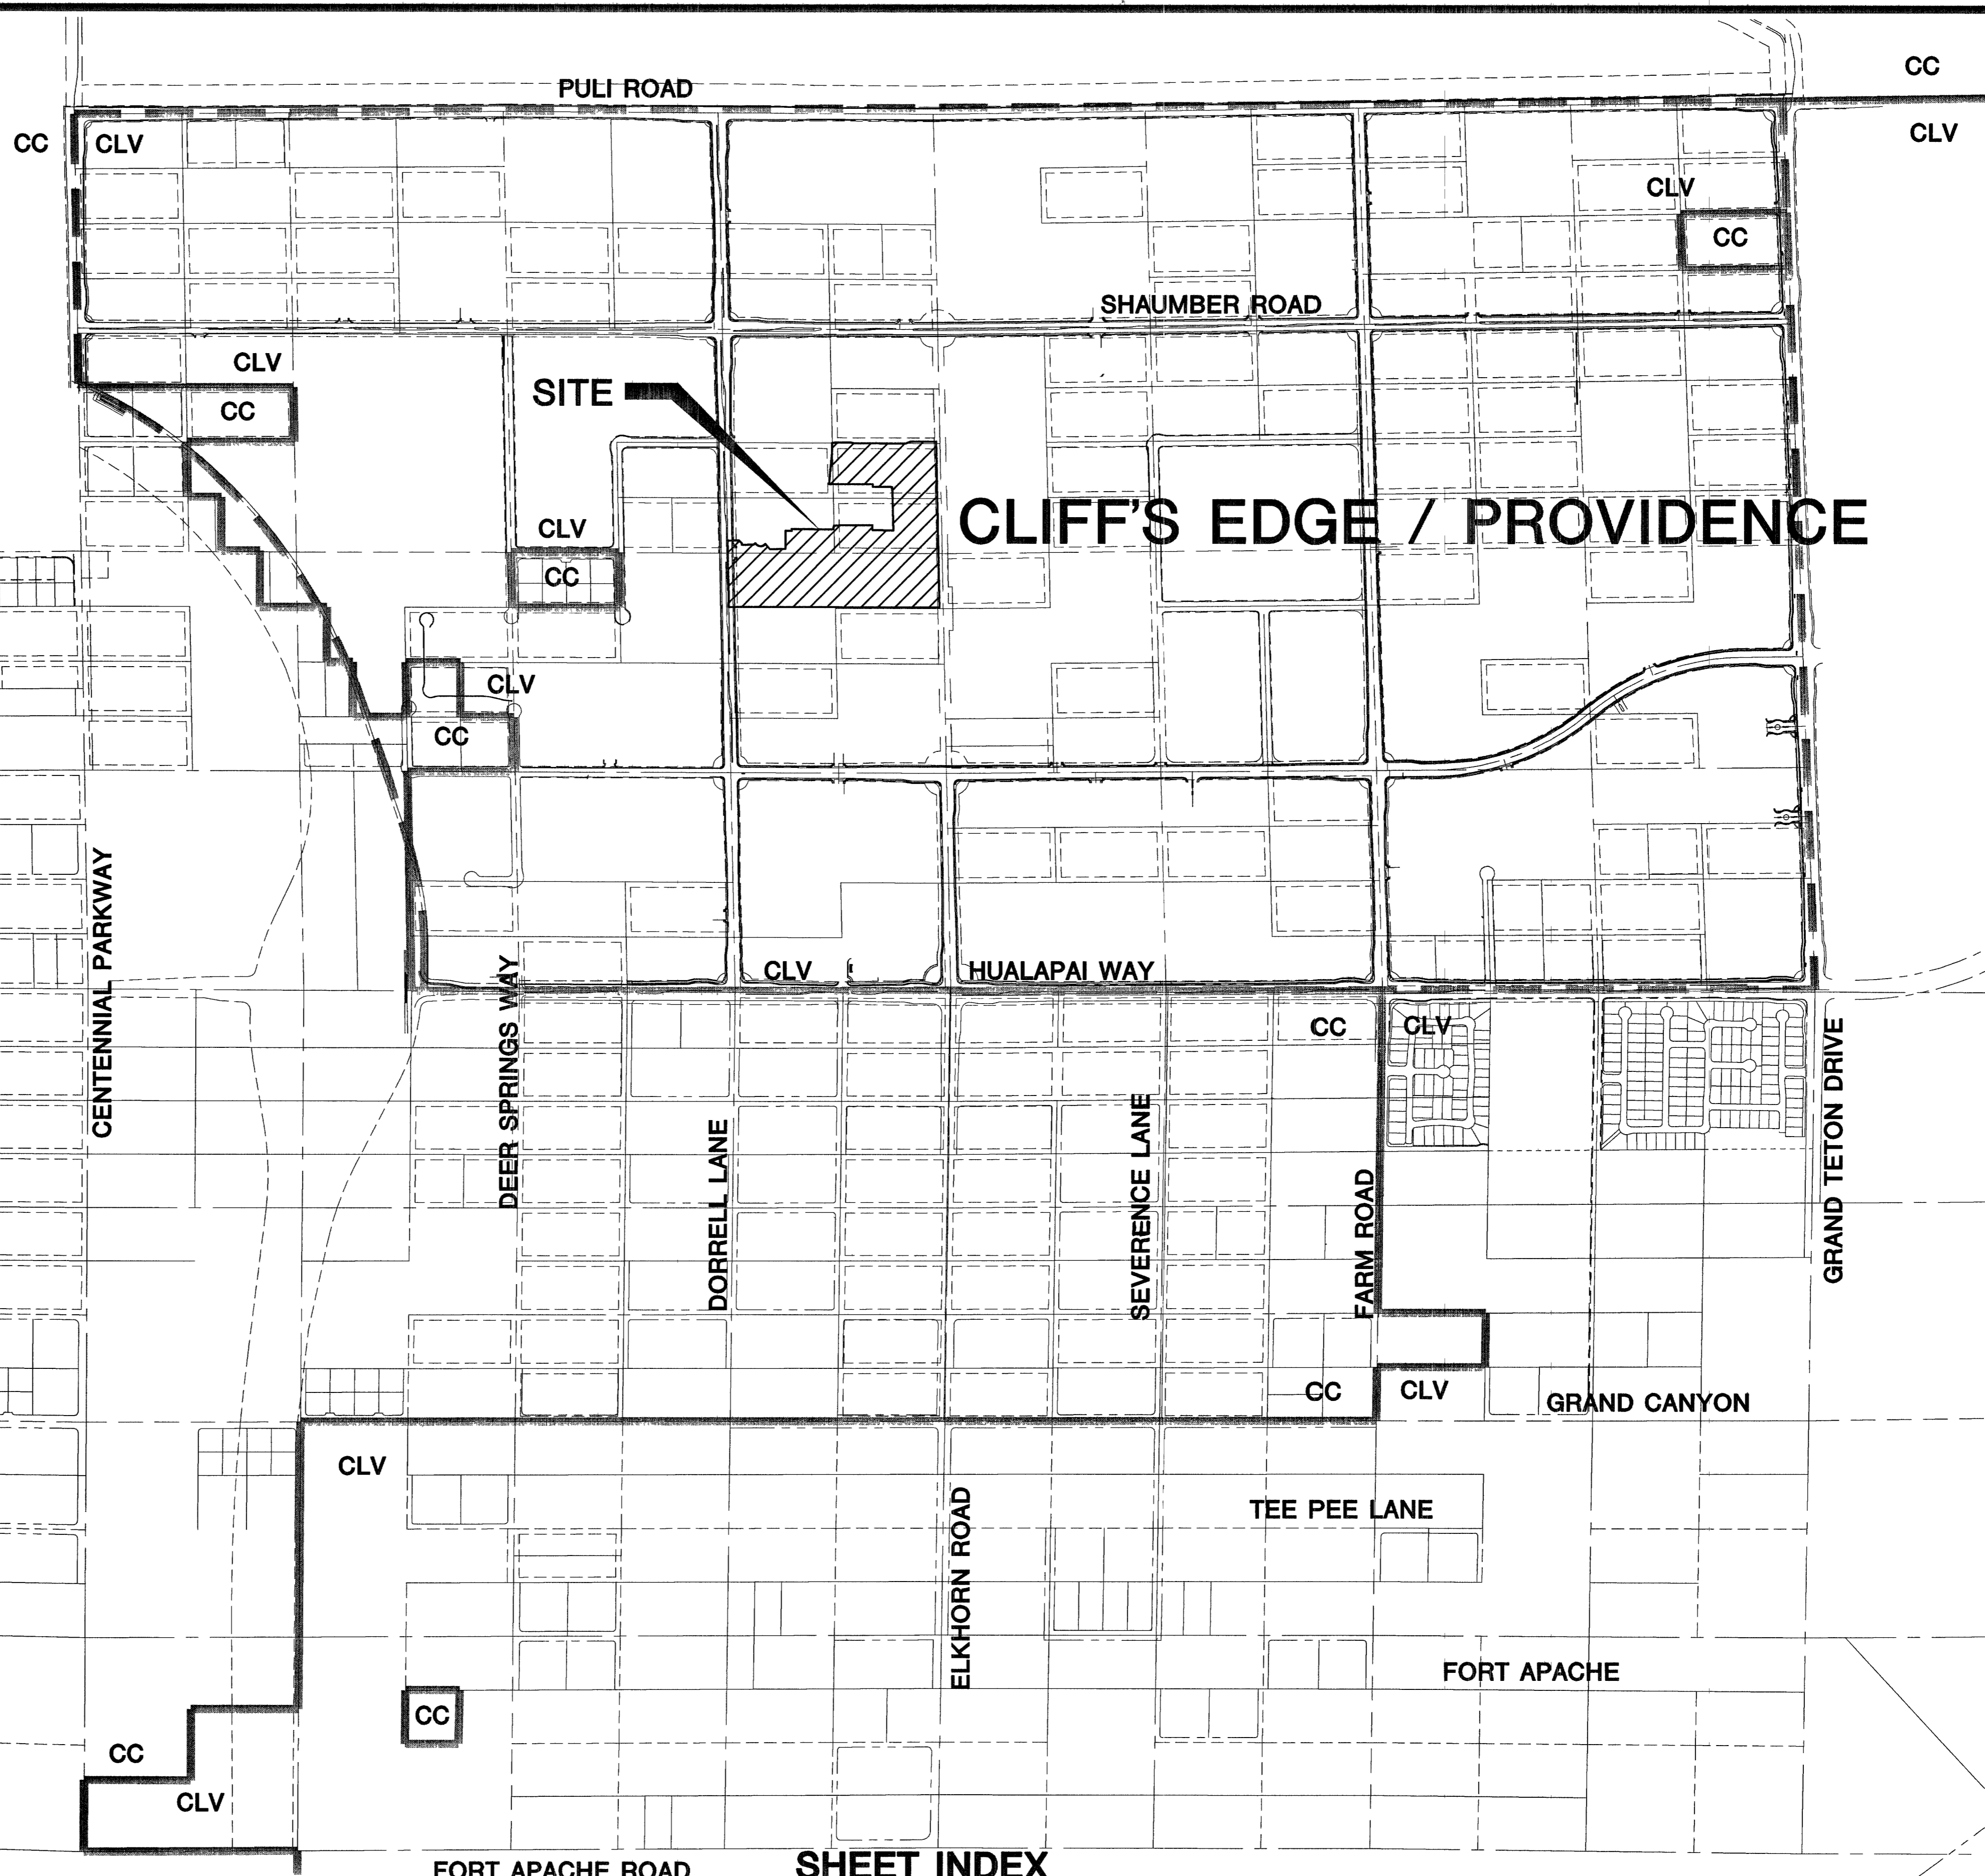 CC
PULI ROAD
CC
CLV
CLV
CLV
CC
SHAUMBER ROAD
CLV
SITE
CC
CLIFF'S EDGE / PROVIDENCE
CLV
CC
CLV
CC
CENTENNIAL PARKWAY
DEER SPRINGS WAY
CLV
HUALAPAI WAY
CC
CLV
DORRELL LANE
SEVERENCE LANE
FARM ROAD
GRAND TETON DRIVE
CC
CLV
GRAND CANYON
CLV
ELKHORN ROAD
TEE PEE LANE
FORT APACHE
CC
CC
CLV
FORT APACHE ROAD
SHEET INDEX